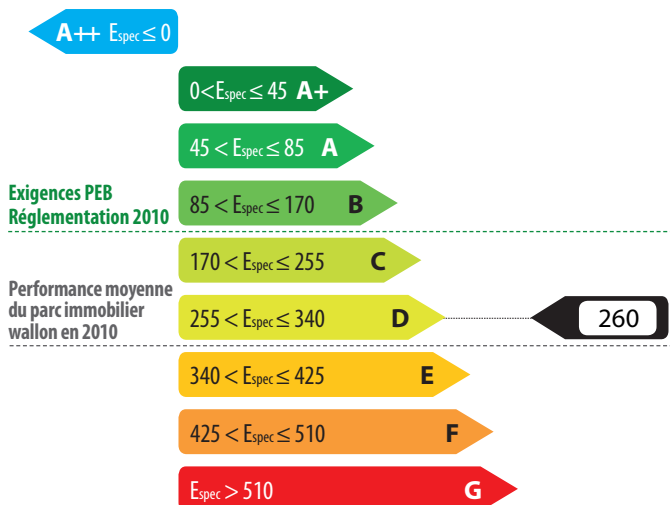 A++ Espec ≤ 0
0 < Espec ≤ 45 A+
45 < Espec ≤ 85 A
Exigences PEB
Réglementation 2010
85 < Espec ≤ 170 B
170 < Espec ≤ 255 C
Performance moyenne
du parc immobilier
wallon en 2010
255 < Espec ≤ 340 D
260
340 < Espec ≤ 425 E
425 < Espec ≤ 510 F
Espec > 510 G